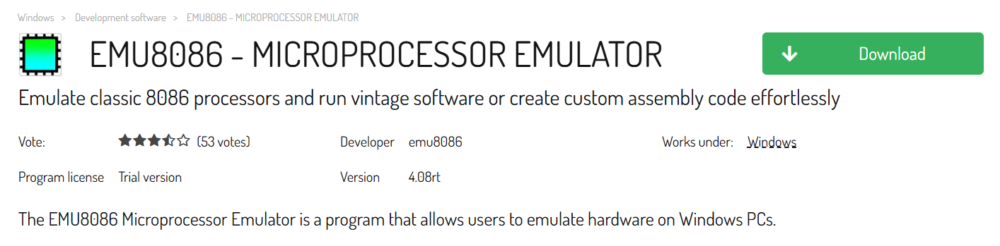 Windows > Development software > EMU8086 - MICROPROCESSOR EMULATOR
EMU8086 - MICROPROCESSOR EMULATOR
Download
Emulate classic 8086 processors and run vintage software or create custom assembly code effortlessly
Vote: (53 votes) Developer emu8086 Works under: Windows
Program license Trial version Version 4.08rt
The EMU8086 Microprocessor Emulator is a program that allows users to emulate hardware on Windows PCs.